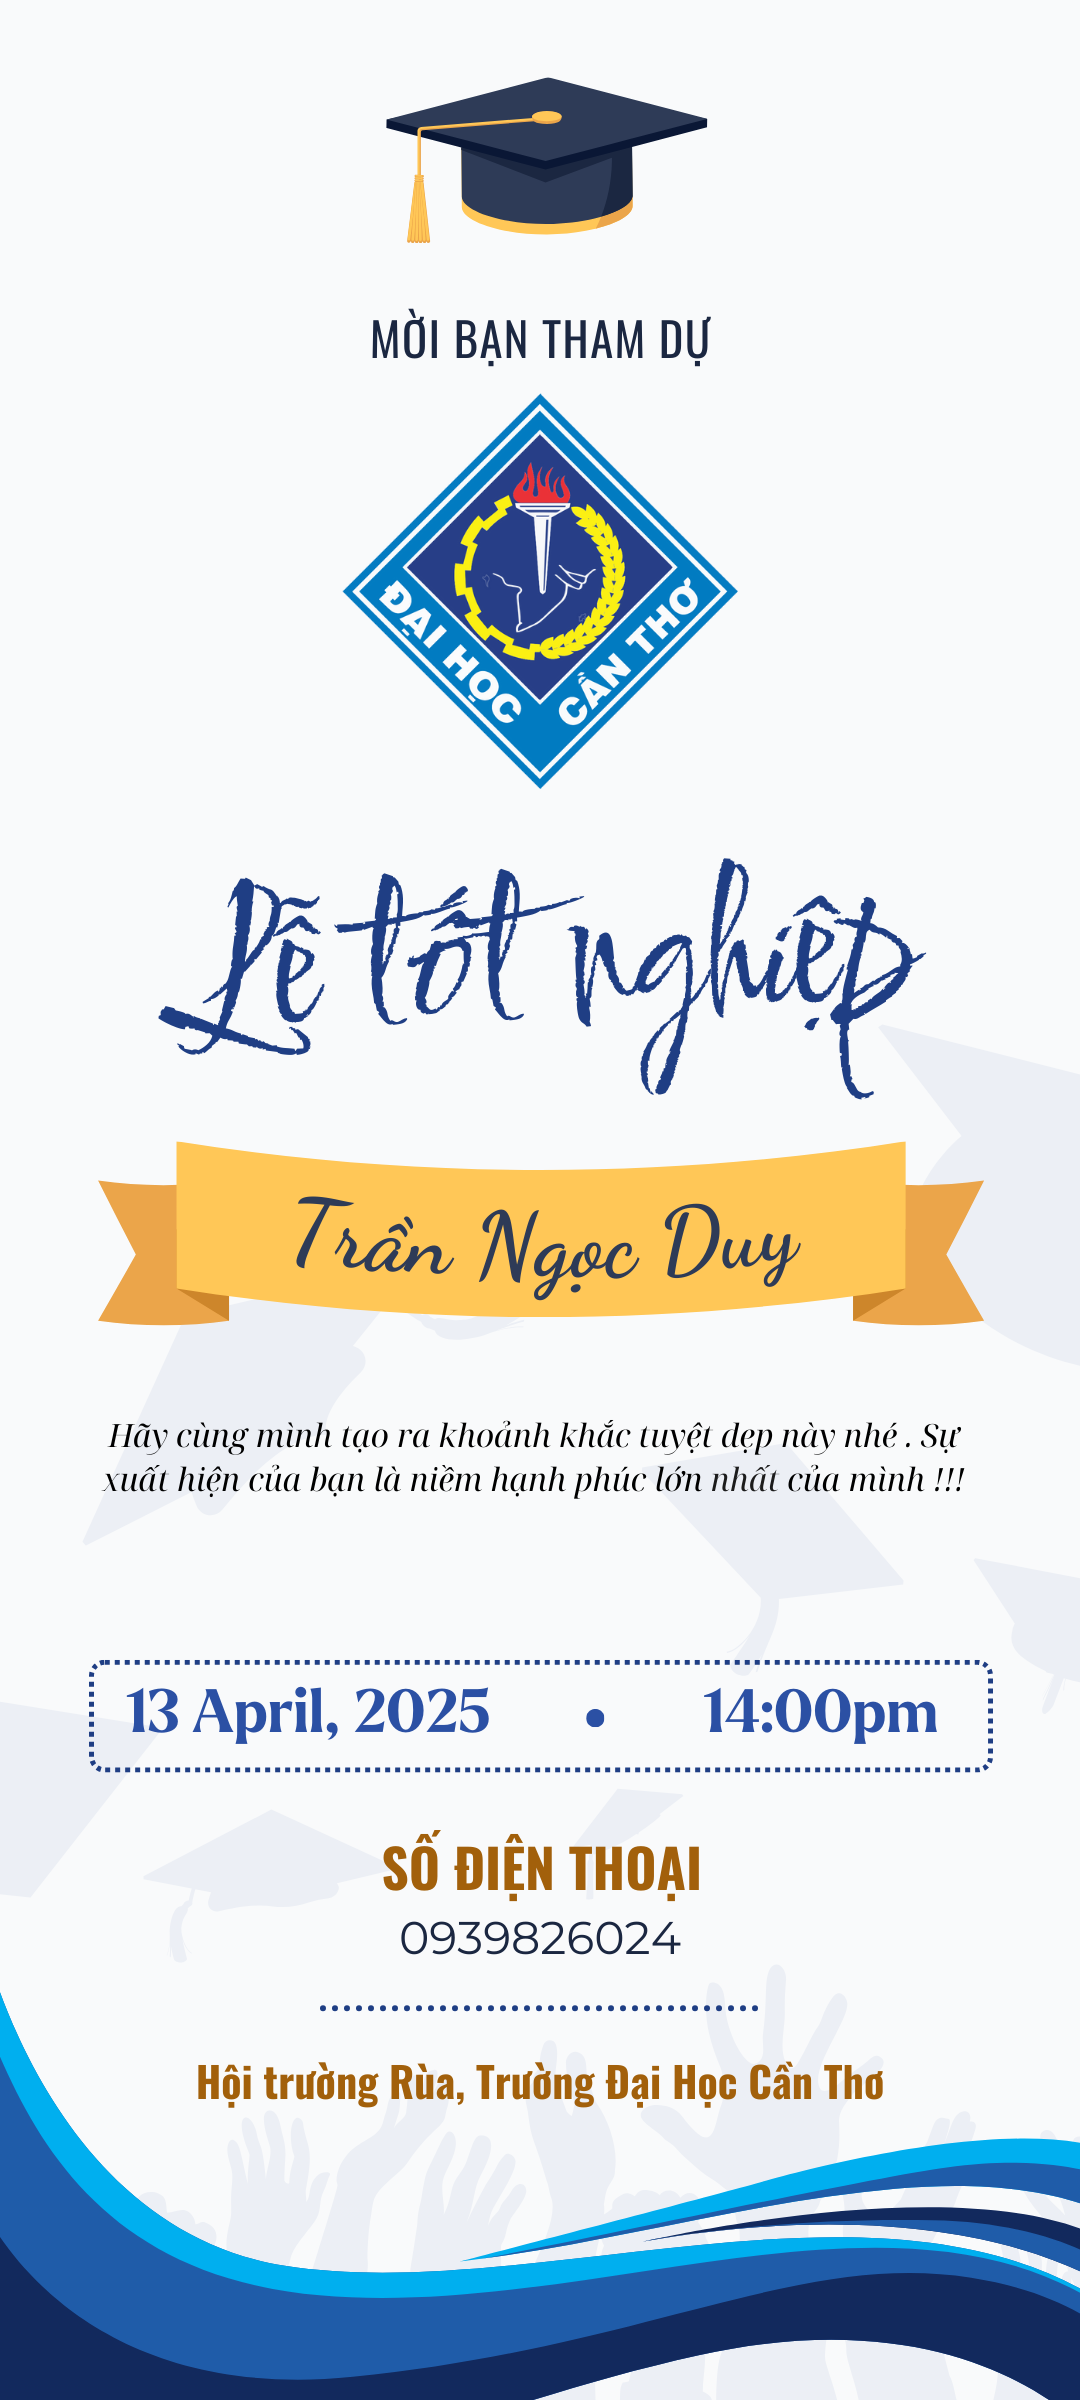 MỜI BẠN THAM DỰ
ĐẠI HỌC CẦN THƠ
Lễ tốt nghiệp
Trần Ngọc Duy
Hãy cùng mình tạo ra khoảnh khắc tuyệt dẹp này nhé . Sự
xuất hiện của bạn là niềm hạnh phúc lớn nhất của mình !!!
13 April, 2025 • 14:00pm
SỐ ĐIỆN THOẠI
0939826024
Hội trường Rùa, Trường Đại Học Cần Thơ